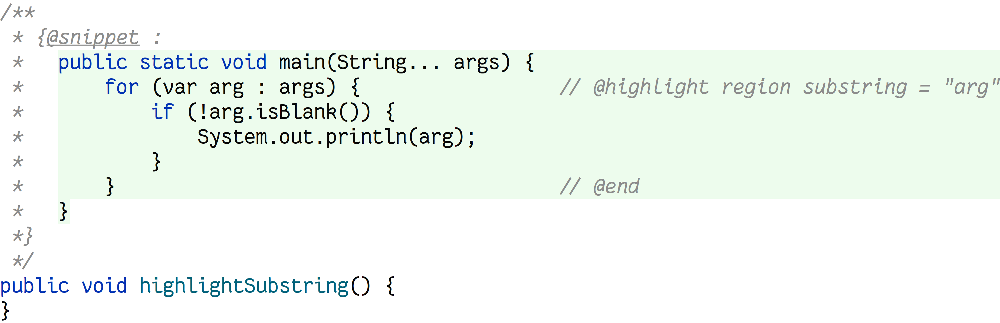 /**
 * {@snippet :
 *   public static void main(String... args) {
 *       for (var arg : args) {                 // @highlight region substring = "arg"
 *           if (!arg.isBlank()) {
 *               System.out.println(arg);
 *           }
 *       }                                      // @end
 *   }
 *}
 */
public void highlightSubstring() {
}